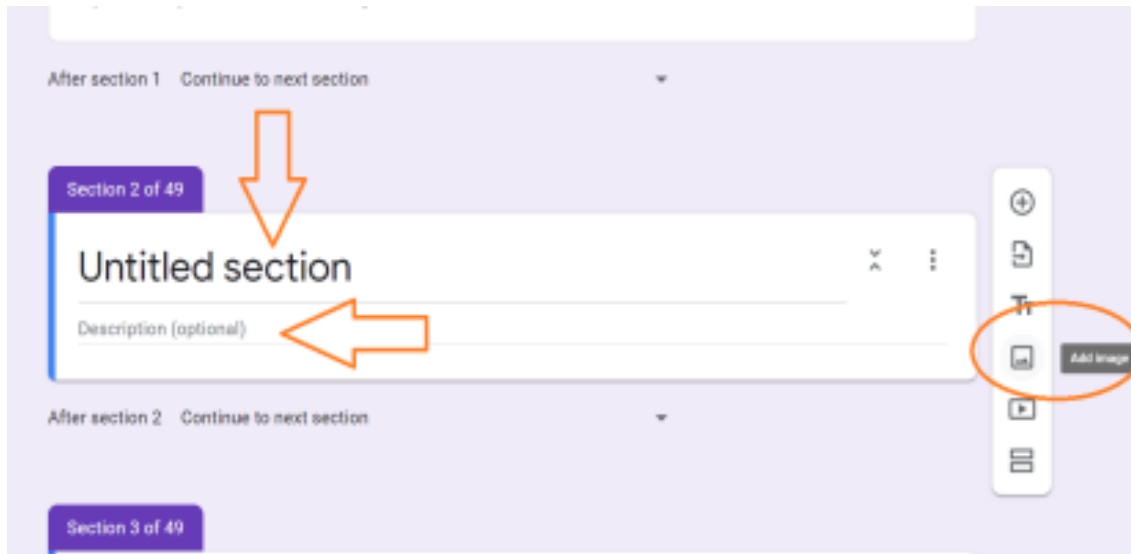 After section 1 Continue to next section
Section 2 of 49
Untitled section
Description (optional)
Tr
Add image
After section 2 Continue to next section
Section 3 of 49